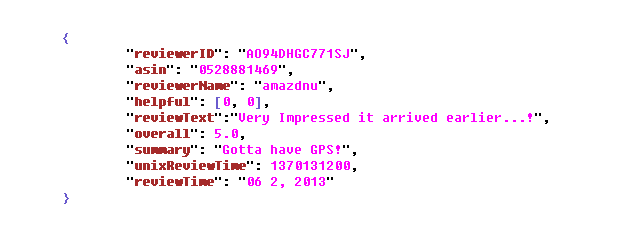 {
"reviewerID": "AO94DHGC771SJ",
"asin": "0528881469",
"reviewerName": "amazdnu",
"helpful": [0, 0],
"reviewText":"Very Impressed it arrived earlier...!",
"overall": 5.0,
"summary": "Gotta have GPS!",
"unixReviewTime": 1370131200,
"reviewTime": "06 2, 2013"
}